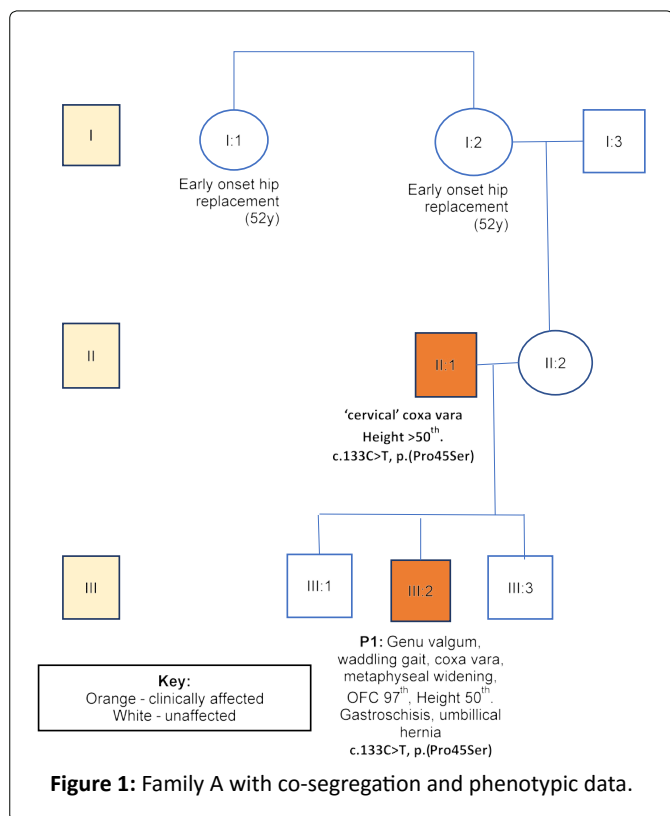 I
I:1
I:2
I:3
Early onset hip
replacement
(52y)
Early onset hip
replacement
(52y)
II
II:1
II:2
'cervical' coxa vara
Height >50th.
c.133C>T, p.(Pro45Ser)
III
III:1
III:2
III:3
P1: Genu valgum,
waddling gait, coxa vara,
metaphyseal widening,
OFC 97th, Height 50th.
Gastroschisis, umbillical
hernia
c.133C>T, p.(Pro45Ser)
Key:
Orange - clinically affected
White - unaffected
Figure 1: Family A with co-segregation and phenotypic data.